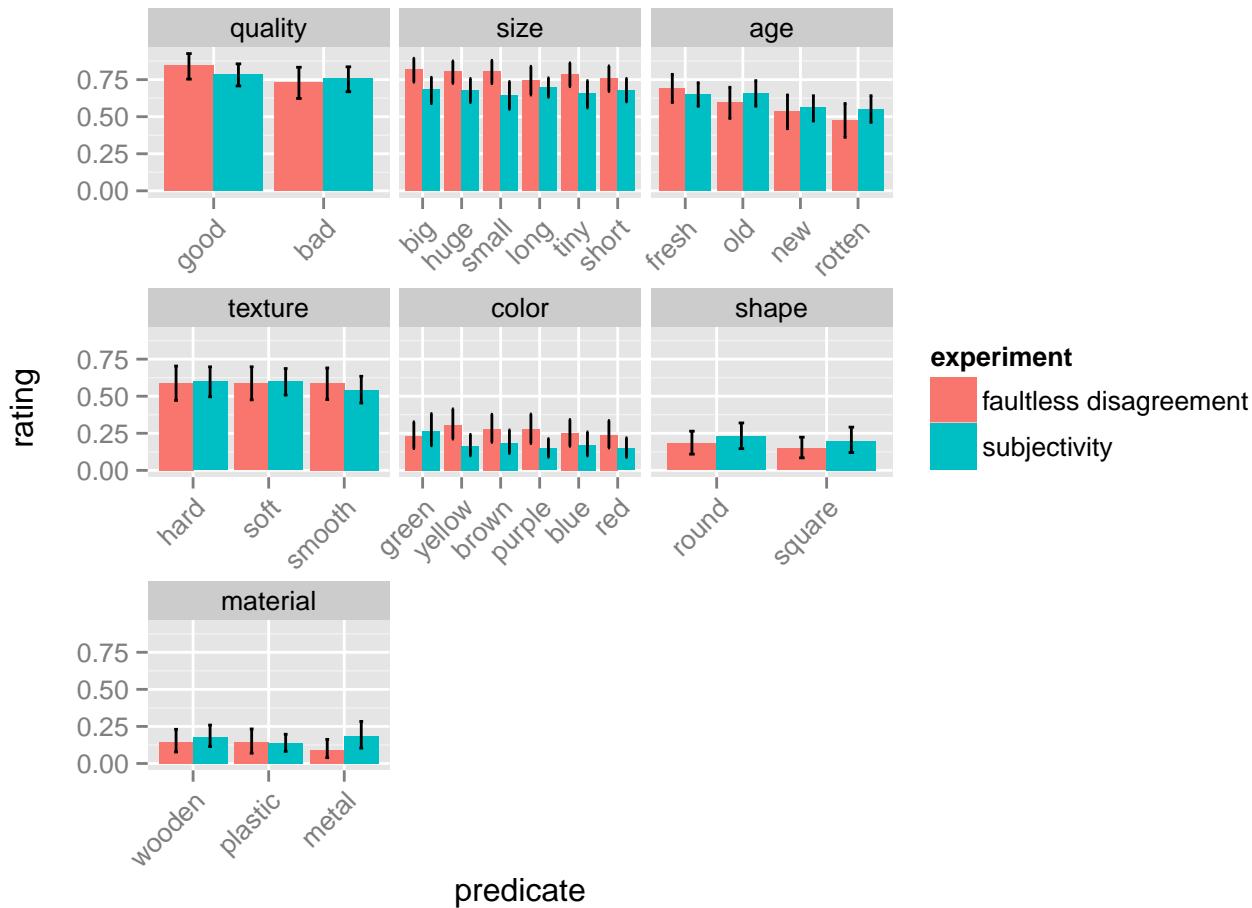 quality size age
0.75
0.50
0.25
0.00
good bad big huge small long tiny short fresh old new rotten
texture color shape
0.75
0.50
0.25
0.00
hard soft smooth green yellow brown purple blue red round square
material
0.75
0.50
0.25
0.00
wooden plastic metal
predicate
rating
experiment
faultless disagreement
subjectivity